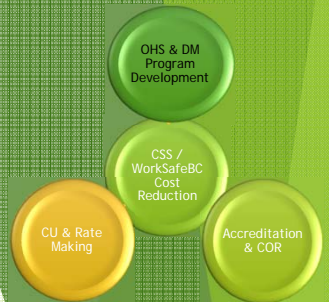 OHS & DM
Program
Development
CSS /
WorkSafeBC
Cost
Reduction
CU & Rate
Making
Accreditation
& COR